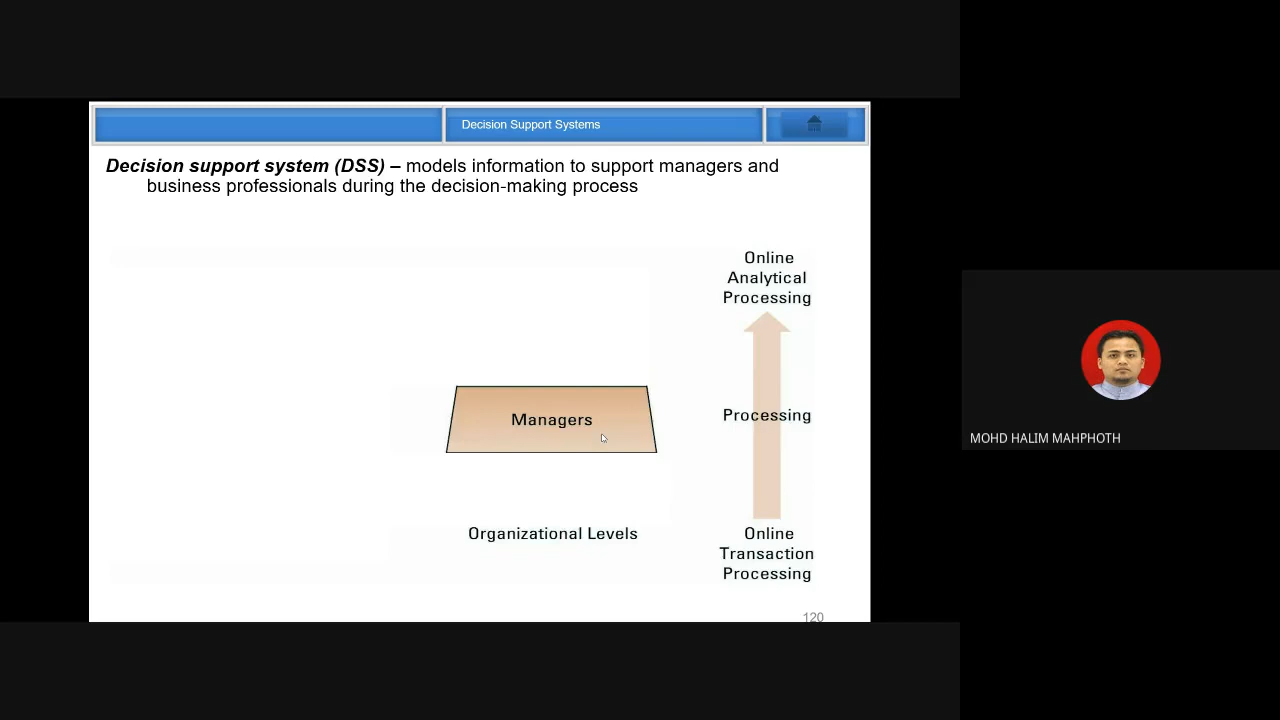 Decision Support Systems
Decision support system (DSS) – models information to support managers and
business professionals during the decision-making process
Online
Analytical
Processing
Managers
Processing
Organizational Levels
Online
Transaction
Processing
120
MOHD HALIM MAHPHOTH